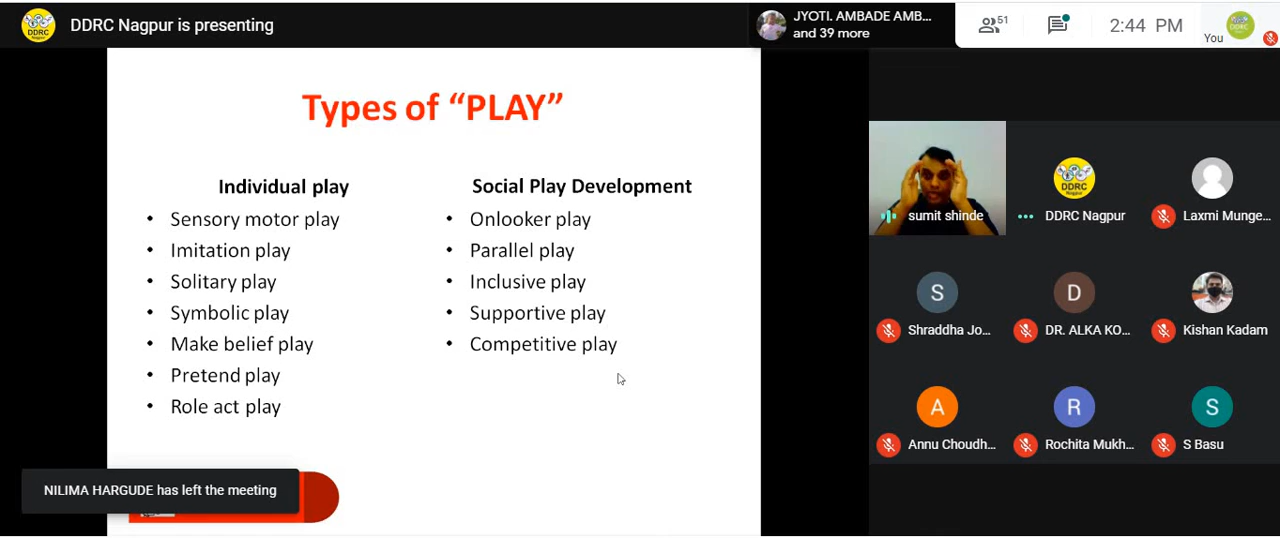 DDRC Nagpur is presenting
JYOTI. AMBADE AMB...
and 39 more
51
2:44 PM
You
Types of “PLAY”
Individual play
• Sensory motor play
• Imitation play
• Solitary play
• Symbolic play
• Make belief play
• Pretend play
• Role act play
Social Play Development
• Onlooker play
• Parallel play
• Inclusive play
• Supportive play
• Competitive play
sumit shinde
DDRC
Nagpur
DDRC Nagpur
Laxmi Munge...
S
Shraddha Jo...
D
DR. ALKA KO...
Kishan Kadam
A
Annu Choudh...
R
Rochita Mukh...
S
S Basu
NILIMA HARGUDE has left the meeting